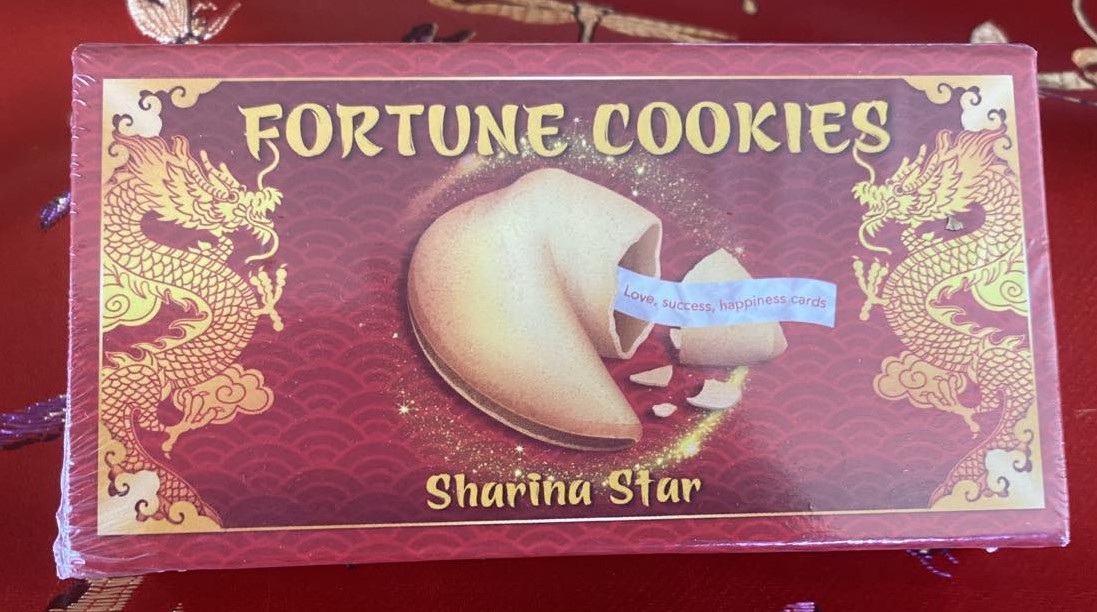 FORTUNE COOKIES
Love, success, happiness cards
Sharina Star